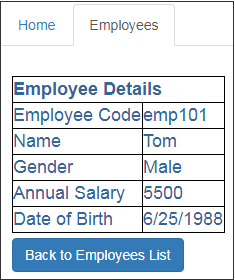 Home Employees
Employee Details
Employee Code emp101
Name Tom
Gender Male
Annual Salary 5500
Date of Birth 6/25/1988
Back to Employees List